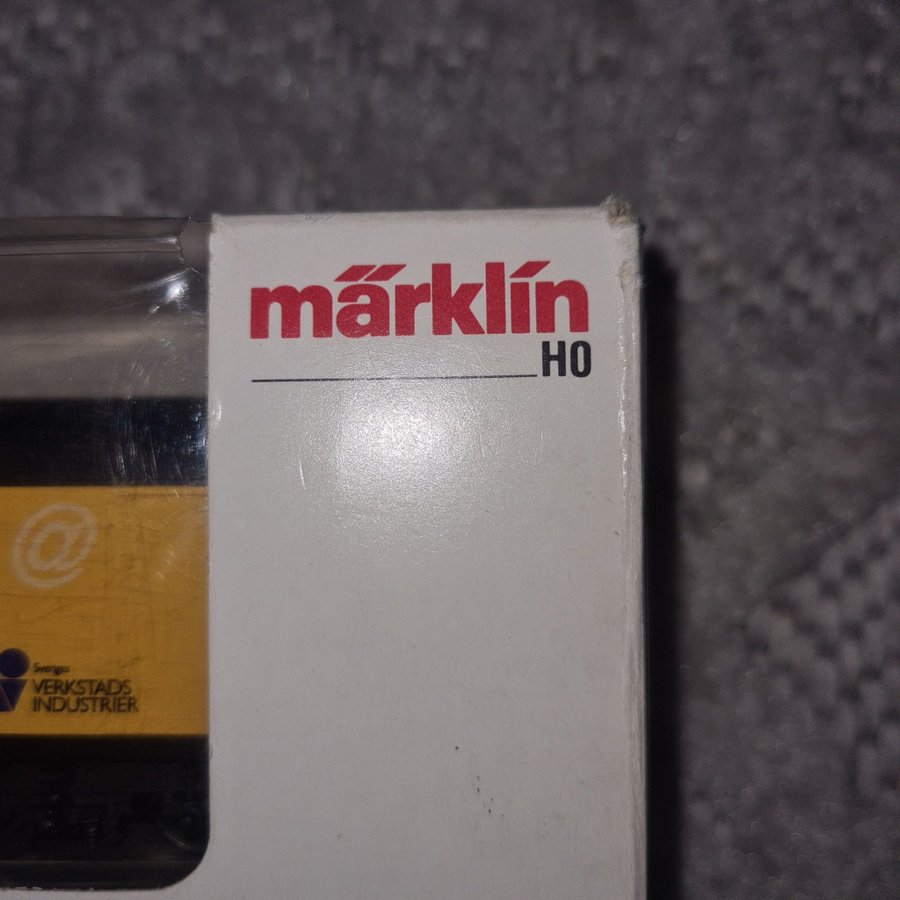 märklin
H0
@
Sveriges
VERKSTADS
INDUSTRIER